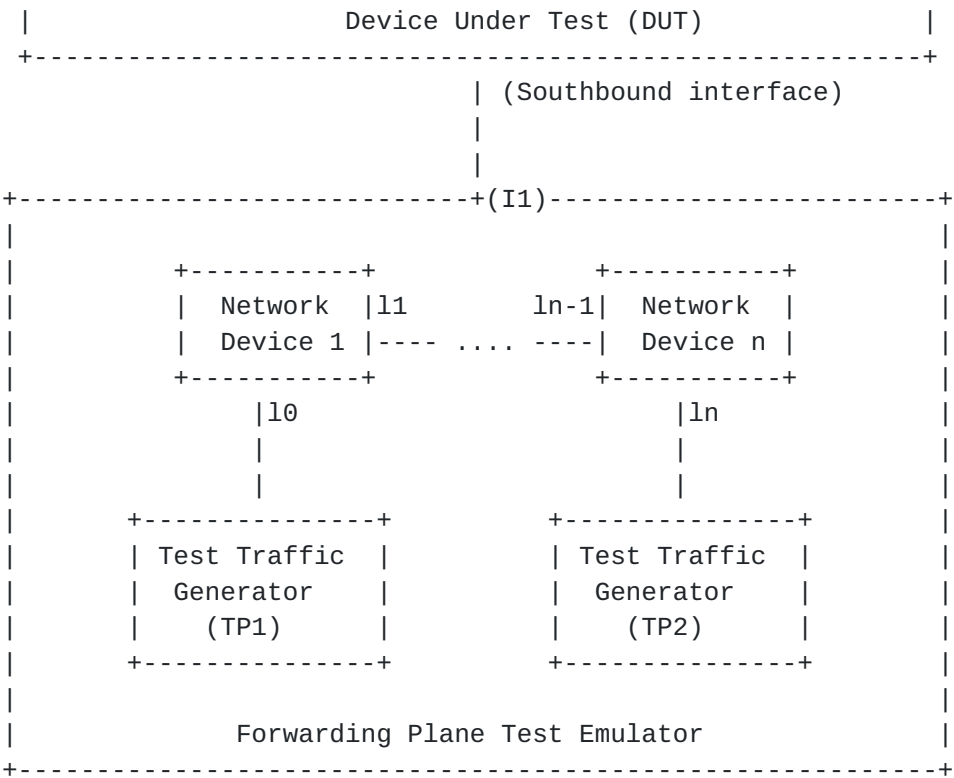 |                    Device Under Test (DUT)              |
+---------------------------------------------------------+
                              | (Southbound interface)
                              |
                              |
+-----------------------------+(I1)-------------------------+
|                                                           |
|          +-----------+              +-----------+         |
|          |  Network  |l1        ln-1|  Network  |         |
|          |  Device 1 |---- .... ----|  Device n |         |
|          +-----------+              +-----------+         |
|               |l0                        |ln              |
|               |                          |                |
|               |                          |                |
|       +---------------+          +---------------+        |
|       | Test Traffic  |          | Test Traffic  |        |
|       |  Generator    |          |  Generator    |        |
|       |    (TP1)      |          |    (TP2)      |        |
|       +---------------+          +---------------+        |
|                                                           |
|              Forwarding Plane Test Emulator               |
+-----------------------------------------------------------+